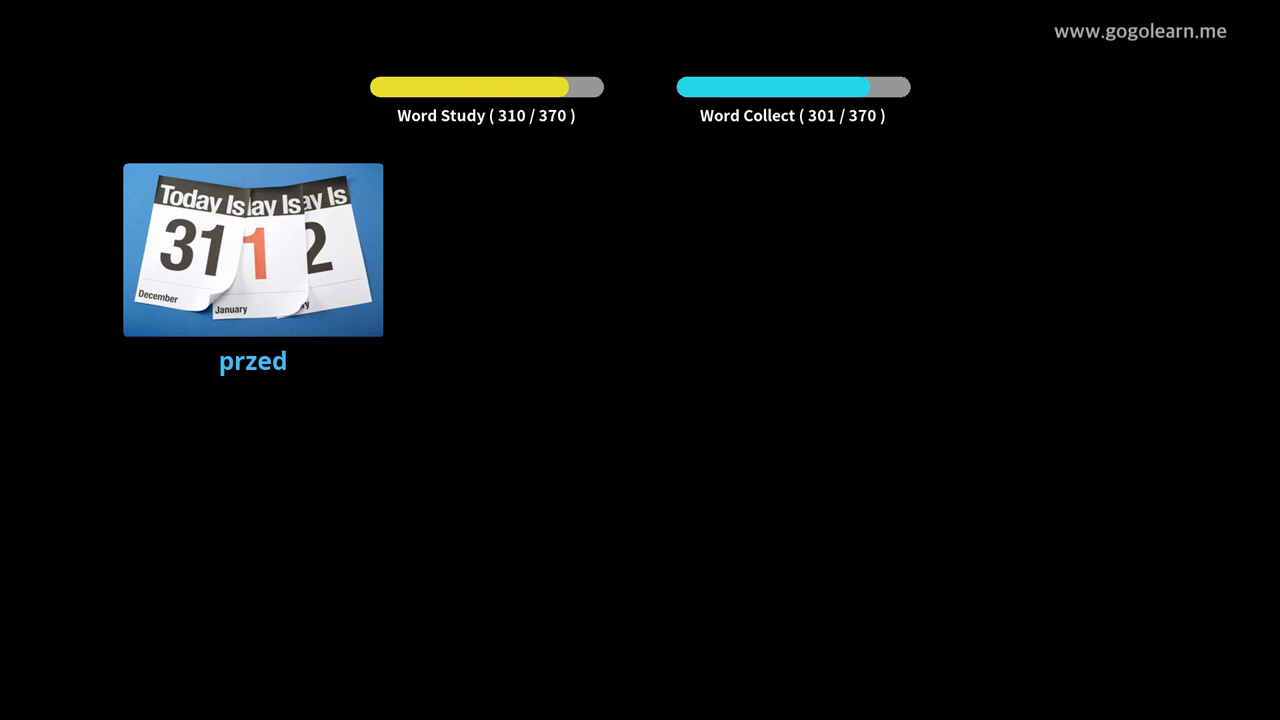 www.gogolearn.me
Word Study ( 310 / 370 )
Word Collect ( 301 / 370 )
Today Is
ay Is
ay Is
31
1
2
December
January
ry
przed